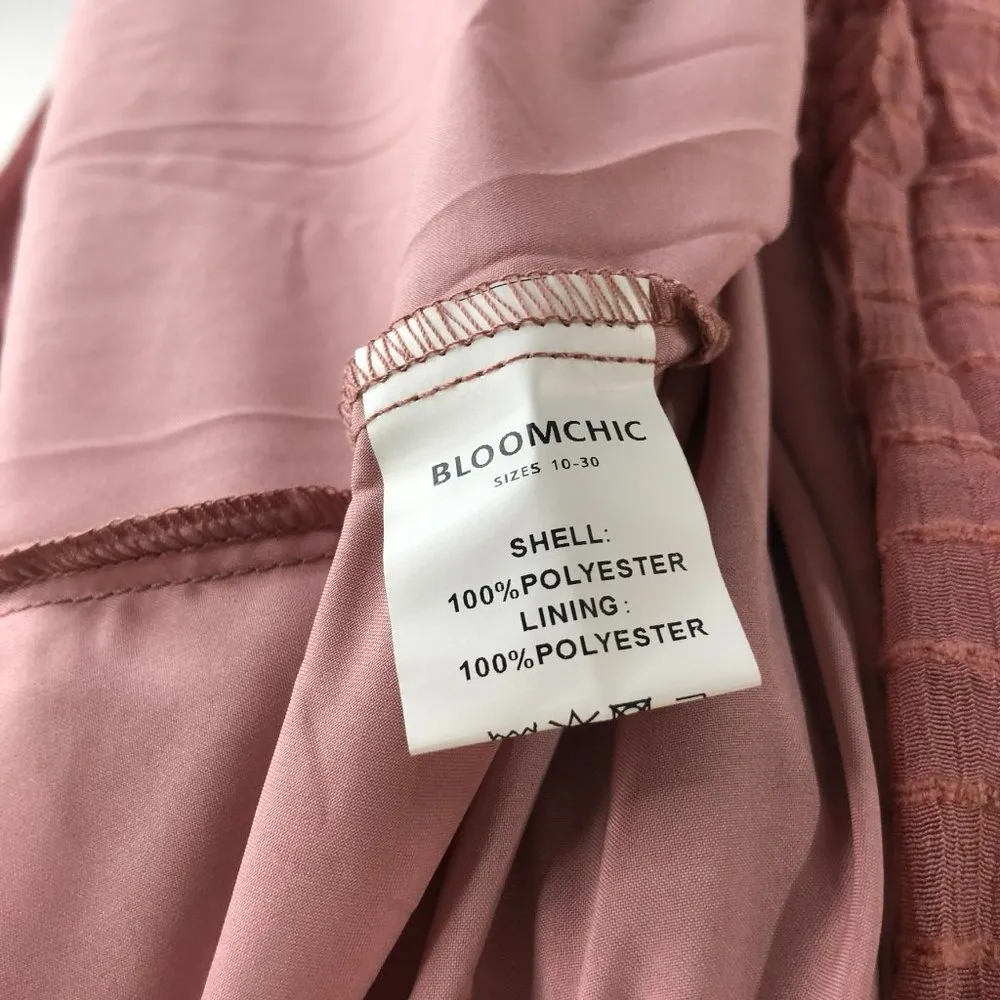 BLOOMCHIC
SIZES 10-30
SHELL:
100%POLYESTER
LINING:
100%POLYESTER